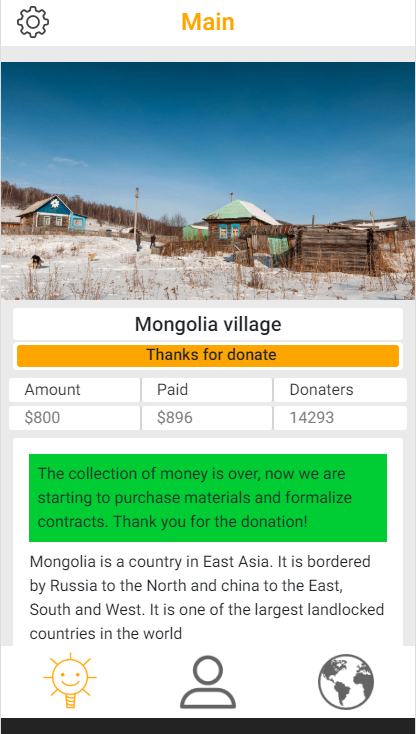 Main
Mongolia village
Thanks for donate
Amount Paid Donaters
$800 $896 14293
The collection of money is over, now we are
starting to purchase materials and formalize
contracts. Thank you for the donation!
Mongolia is a country in East Asia. It is bordered
by Russia to the North and china to the East,
South and West. It is one of the largest landlocked
countries in the world